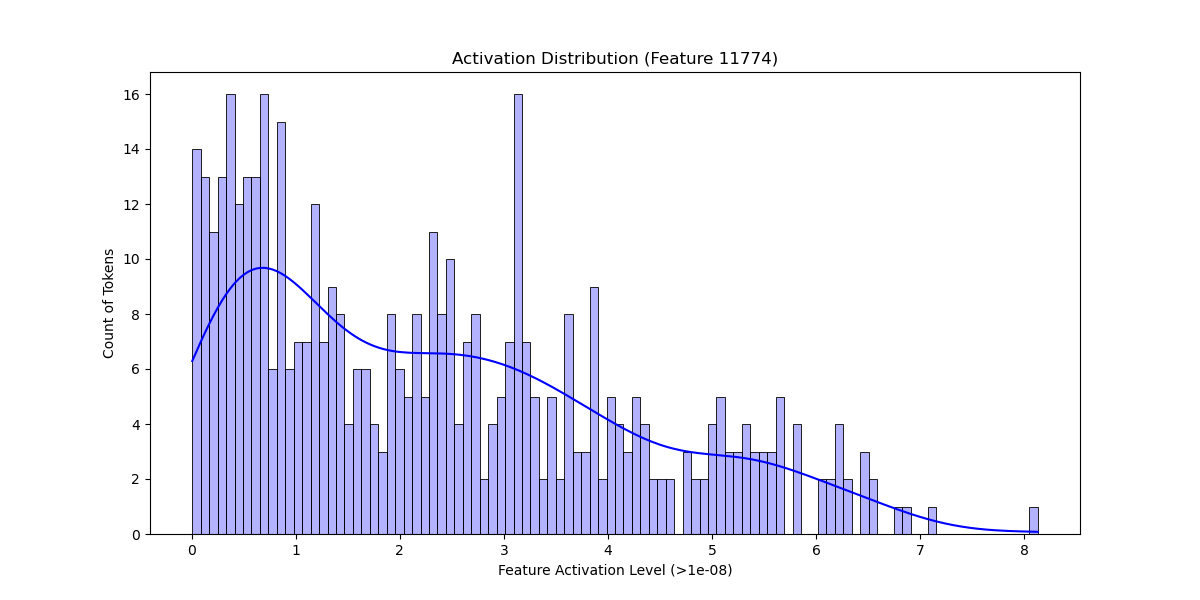 Activation Distribution (Feature 11774)
16
14
12
10
8
6
4
2
0
Count of Tokens
0 1 2 3 4 5 6 7 8
Feature Activation Level (>1e-08)